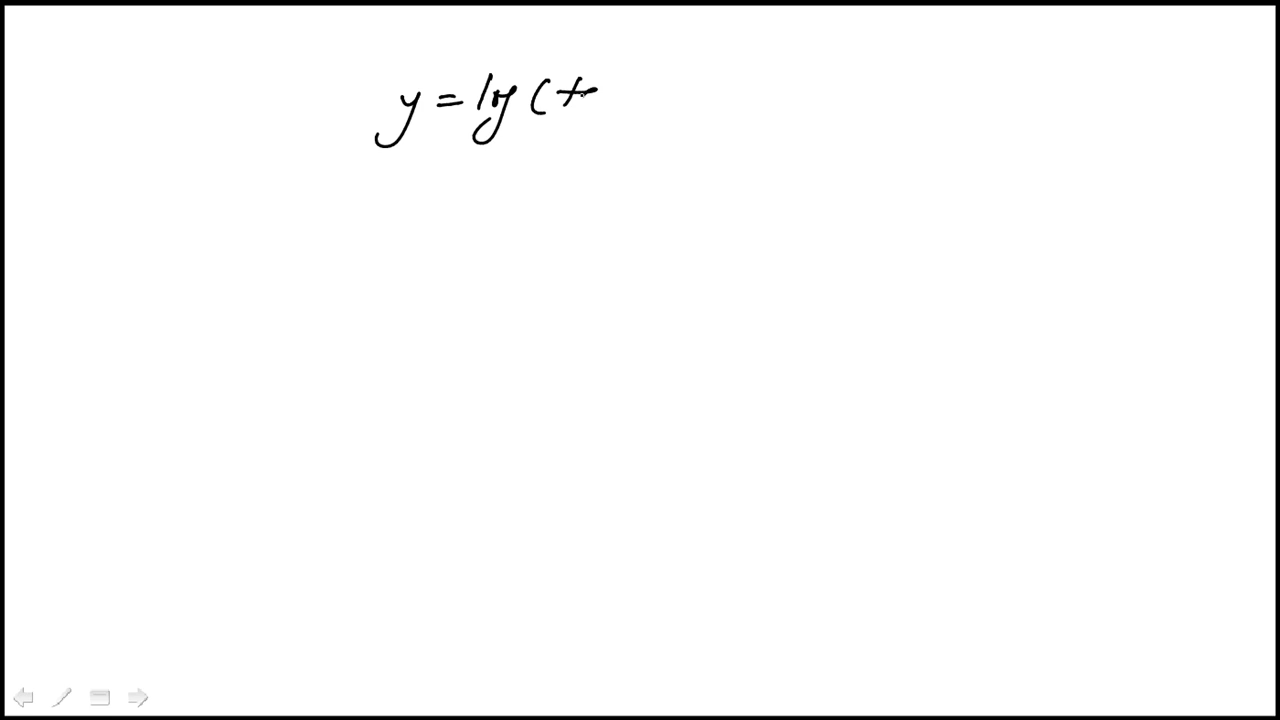 y = log (t